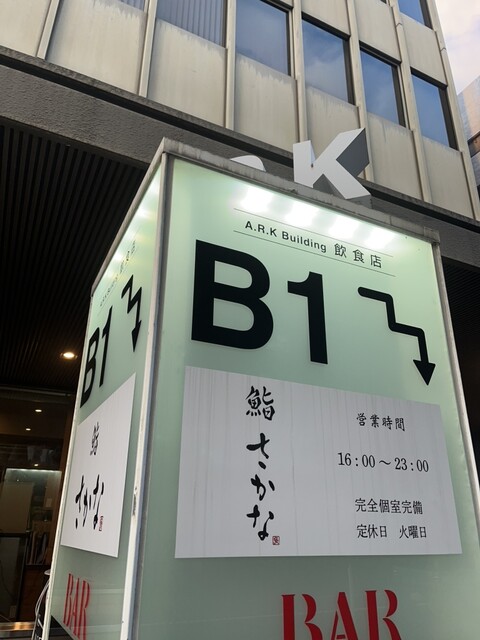 K
A.R.K Building 飲食店
B1
鮨 さかな
営業時間
16:00～23:00
完全個室完備
定休日 火曜日
BAR
B1
鮨 さかな
BAR